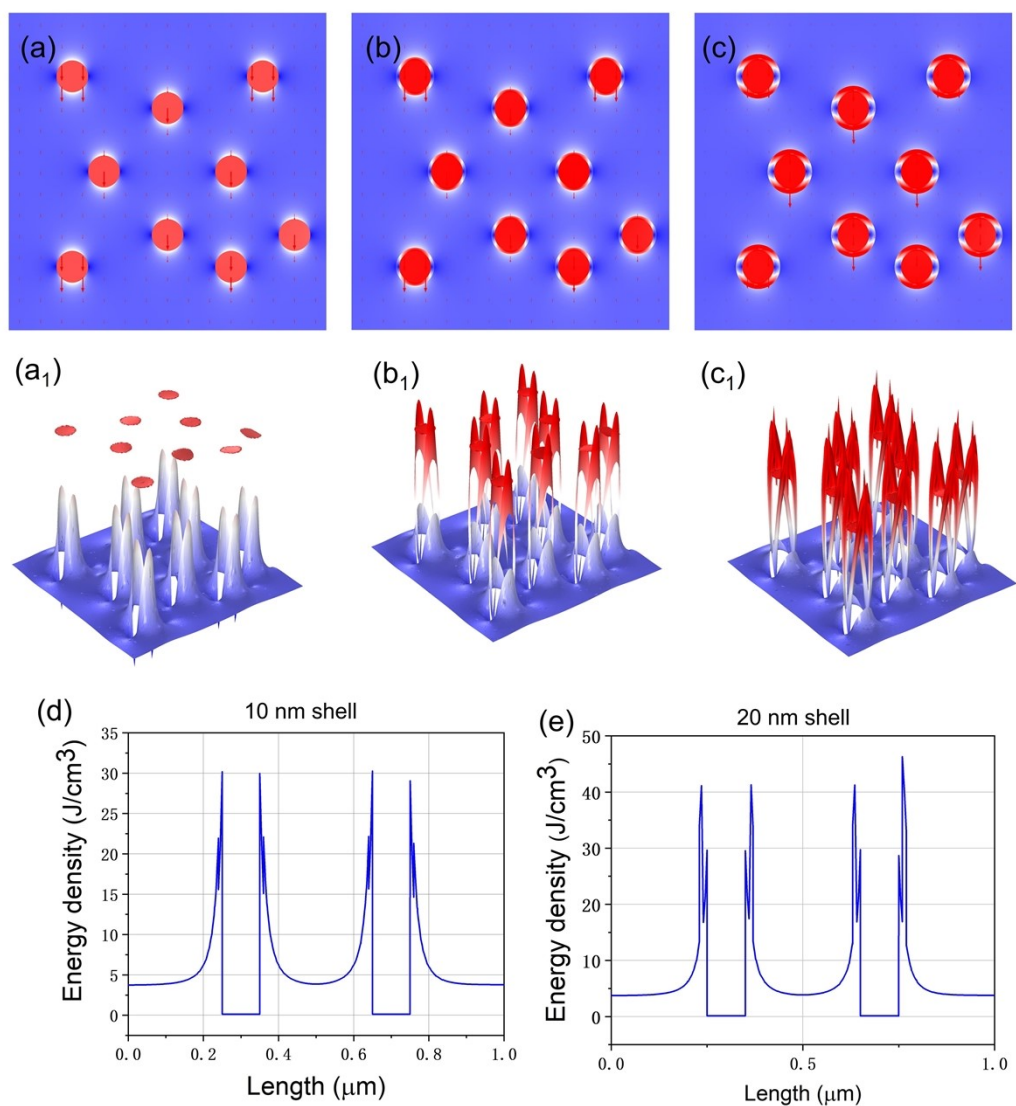 (a)
(b)
(c)
(a1)
(b1)
(c1)
(d)
10 nm shell
Energy density (J/cm3)
35
30
25
20
15
10
5
0
0.0 0.2 0.4 0.6 0.8 1.0
Length (μm)
(e)
20 nm shell
Energy density (J/cm3)
50
40
30
20
10
0
0.0 0.5 1.0
Length (μm)